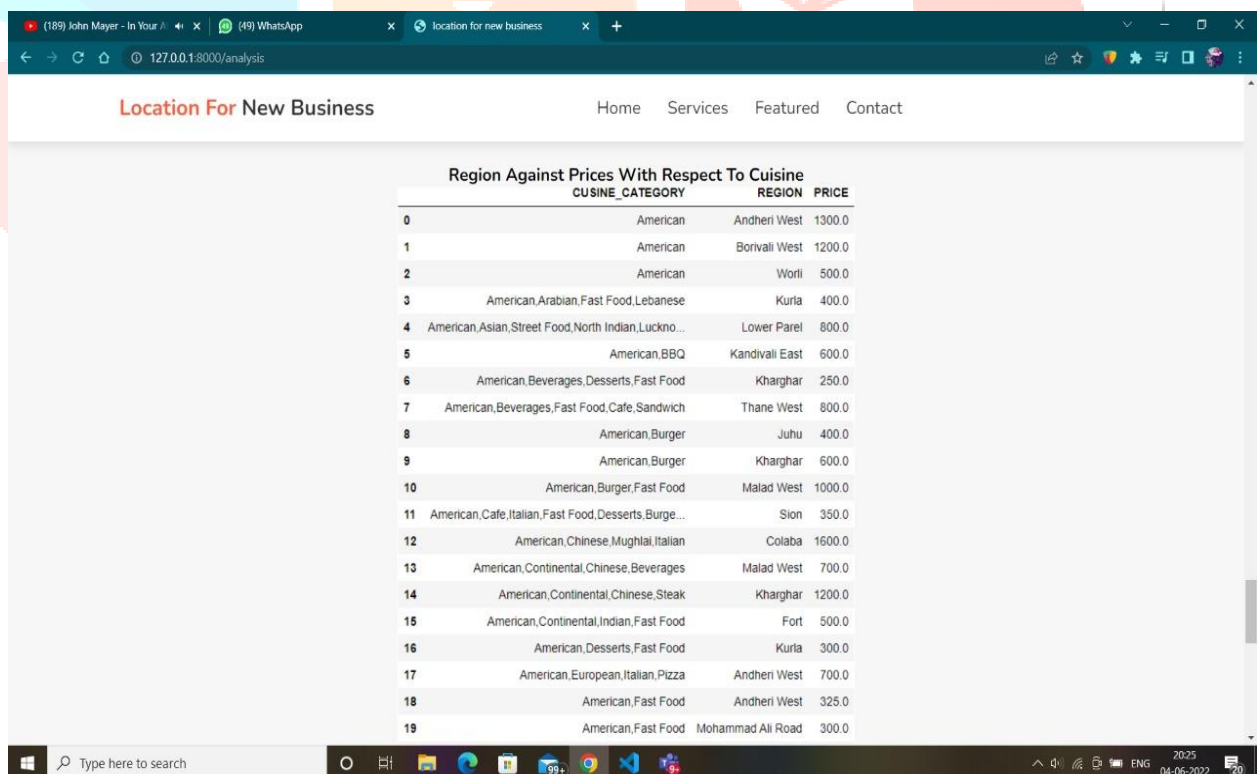 (189) John Mayer - In Your A
(49) WhatsApp
location for new business
127.0.0.1:8000/analysis
Location For New Business
Home Services Featured Contact
Region Against Prices With Respect To Cuisine
CUSINE_CATEGORY REGION PRICE
0 American Andheri West 1300.0
1 American Borivali West 1200.0
2 American Worli 500.0
3 American,Arabian,Fast Food,Lebanese Kurla 400.0
4 American,Asian,Street Food,North Indian,Luckno... Lower Parel 800.0
5 American,BBQ Kandivali East 600.0
6 American,Beverages,Desserts,Fast Food Kharghar 250.0
7 American,Beverages,Fast Food,Cafe,Sandwich Thane West 800.0
8 American,Burger Juhu 400.0
9 American,Burger Kharghar 600.0
10 American,Burger,Fast Food Malad West 1000.0
11 American,Cafe,Italian,Fast Food,Desserts,Burge... Sion 350.0
12 American,Chinese,Mughlai,Italian Colaba 1600.0
13 American,Continental,Chinese,Beverages Malad West 700.0
14 American,Continental,Chinese,Steak Kharghar 1200.0
15 American,Continental,Indian,Fast Food Fort 500.0
16 American,Desserts,Fast Food Kurla 300.0
17 American,European,Italian,Pizza Andheri West 700.0
18 American,Fast Food Andheri West 325.0
19 American,Fast Food Mohammad Ali Road 300.0
Type here to search
99+
9+
ENG
20:25
04-06-2022
20